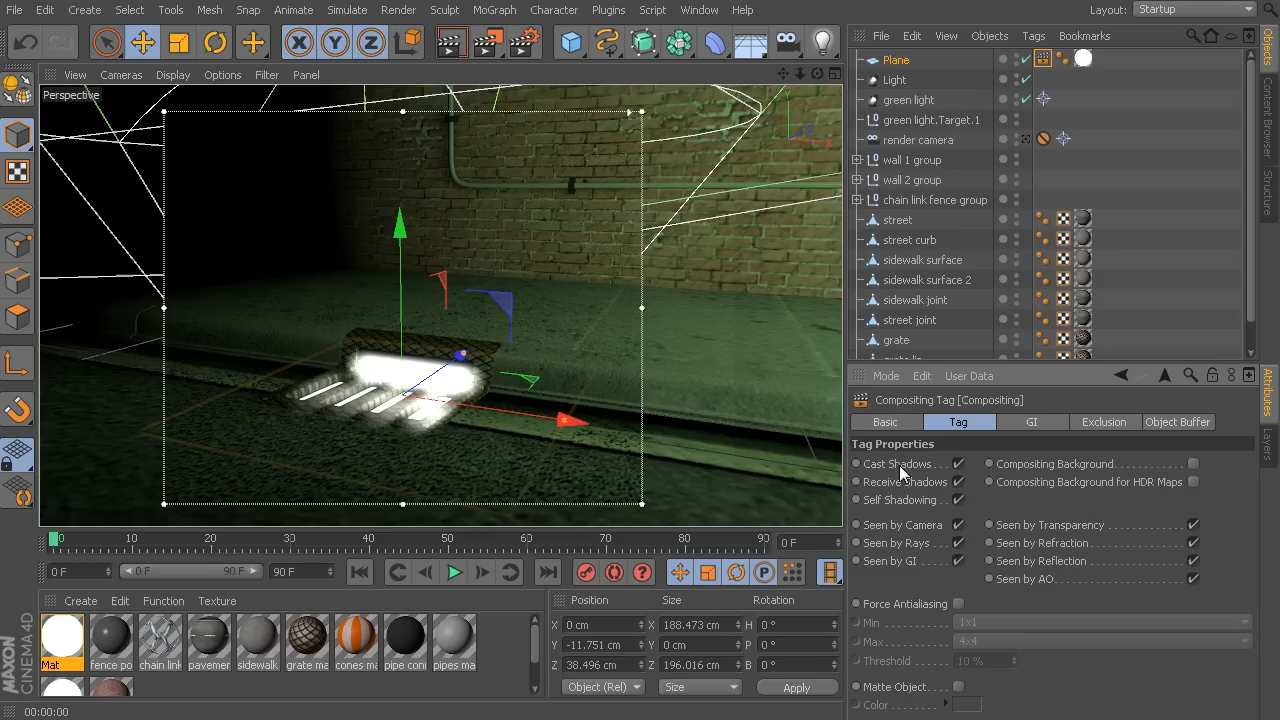 File Edit Create Select Tools Mesh Snap Animate Simulate Render Sculpt MoGraph Character Plugins Script Window Help
Layout: Startup
View Cameras Display Options Filter Panel
Perspective
File Edit View Objects Tags Bookmarks
Plane
Light
green light
green light.Target.1
render camera
wall 1 group
wall 2 group
chain link fence group
street
street curb
sidewalk surface
sidewalk surface 2
sidewalk joint
street joint
grate
Objects
Content Browser
Structure
Mode Edit User Data
Compositing Tag [Compositing]
Basic Tag GI Exclusion Object Buffer
Tag Properties
Cast Shadows . . . Compositing Background
Receive Shadows Compositing Background for HDR Maps
Self Shadowing . .
Seen by Camera Seen by Transparency
Seen by Rays . . . Seen by Refraction
Seen by GI . . . . Seen by Reflection
Seen by AO
Force Antialiasing
Min 1x1
Max 4x4
Threshold 10 %
Matte Object
Color
Attributes
Layers
0 10 20 30 40 50 60 70 80 90 0 F
0 F 0 F 90 F 90 F
Create Edit Function Texture
Mat fence po chain link pavemer sidewalk grate ma cones ma pipe con pipes ma
Position Size Rotation
X 0 cm X 188.473 cm H 0 °
Y -11.751 cm Y 0 cm P 0 °
Z 38.496 cm Z 196.016 cm B 0 °
Object (Rel) Size Apply
MAXON
CINEMA 4D
00:00:00